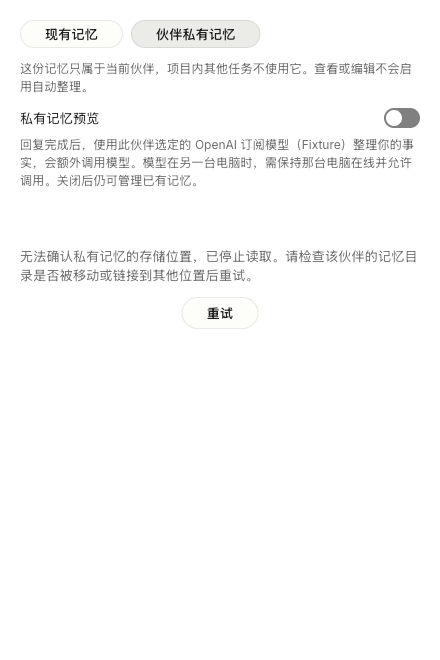 现有记忆
伙伴私有记忆
这份记忆只属于当前伙伴，项目内其他任务不使用它。查看或编辑不会启
用自动整理。
私有记忆预览
回复完成后，使用此伙伴选定的 OpenAI 订阅模型（Fixture）整理你的事
实，会额外调用模型。模型在另一台电脑时，需保持那台电脑在线并允许
调用。关闭后仍可管理已有记忆。
无法确认私有记忆的存储位置，已停止读取。请检查该伙伴的记忆目
录是否被移动或链接到其他位置后重试。
重试